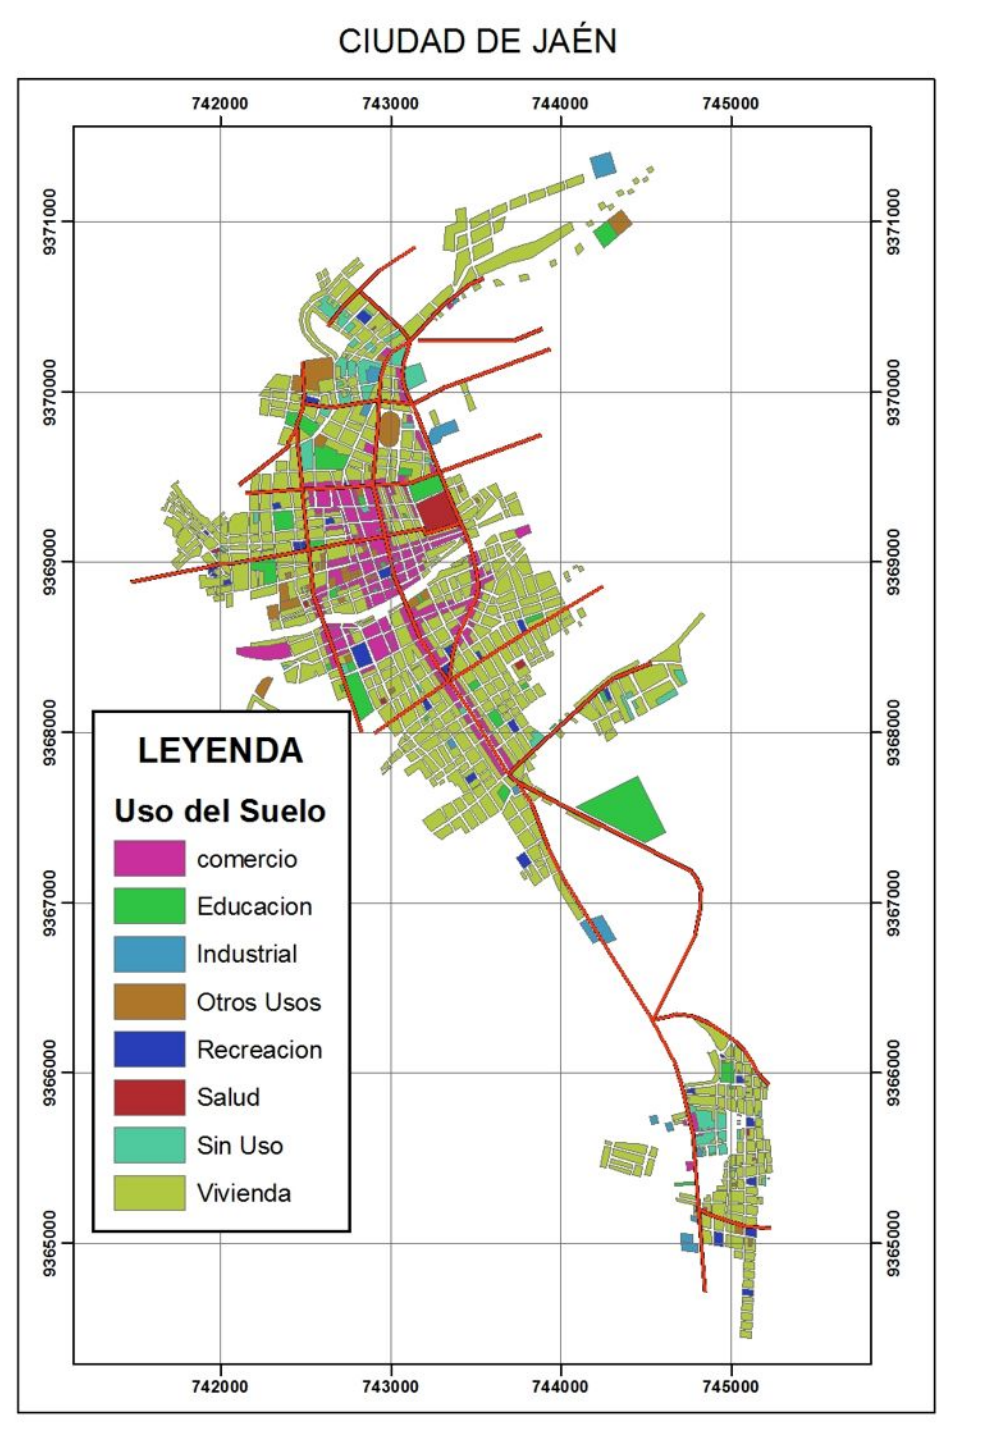 CIUDAD DE JAÉN
742000 743000 744000 745000
9371000 9371000
9370000 9370000
9369000 9369000
9368000 9368000
LEYENDA
Uso del Suelo
comercio
Educacion
Industrial
Otros Usos
Recreacion
Salud
Sin Uso
Vivienda
9367000 9367000
9366000 9366000
9365000 9365000
742000 743000 744000 745000